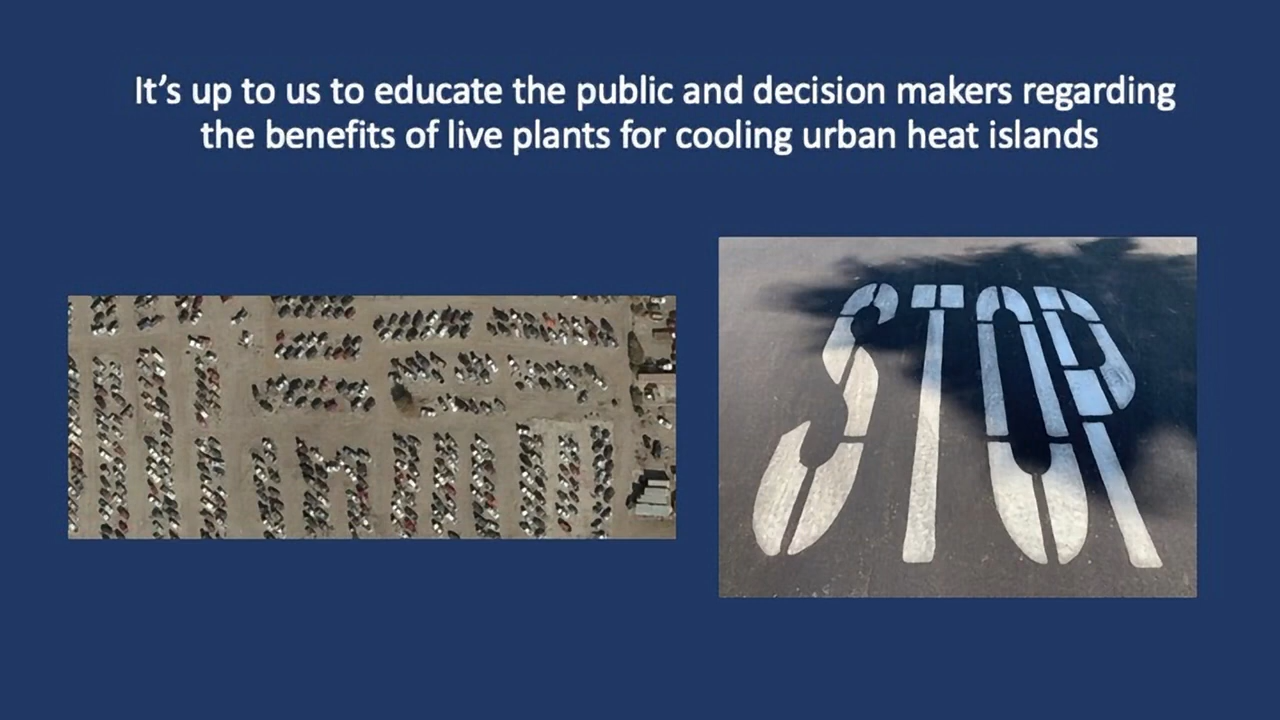 It's up to us to educate the public and decision makers regarding
the benefits of live plants for cooling urban heat islands
STOP